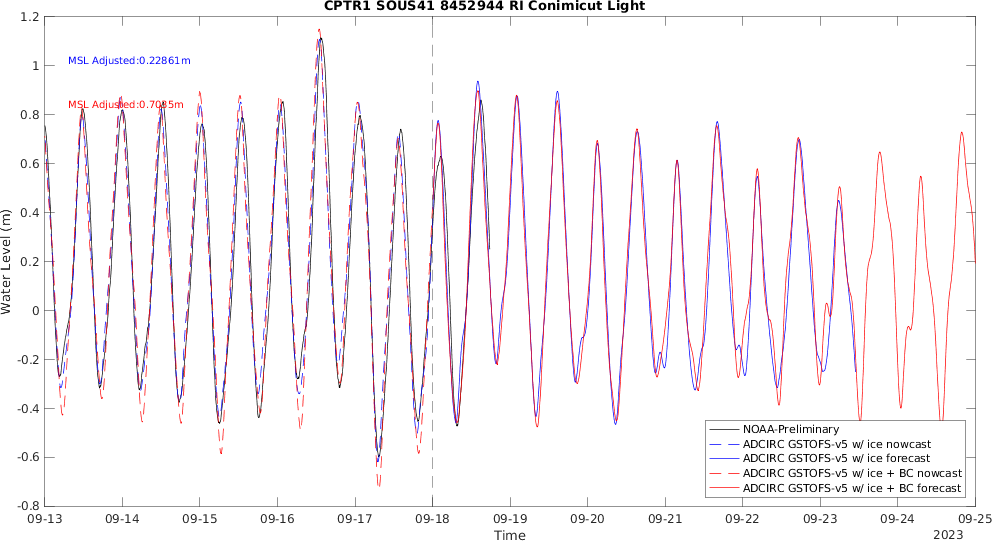 CPTR1 SOUS41 8452944 RI Conimicut Light
1.2
1
0.8
0.6
0.4
0.2
0
-0.2
-0.4
-0.6
-0.8
Water Level (m)
MSL Adjusted:0.22861m
MSL Adjusted:0.7035m
NOAA-Preliminary
ADCIRC GSTOFS-v5 w/ ice nowcast
ADCIRC GSTOFS-v5 w/ ice forecast
ADCIRC GSTOFS-v5 w/ ice + BC nowcast
ADCIRC GSTOFS-v5 w/ ice + BC forecast
09-13 09-14 09-15 09-16 09-17 09-18 09-19 09-20 09-21 09-22 09-23 09-24 09-25
Time
2023